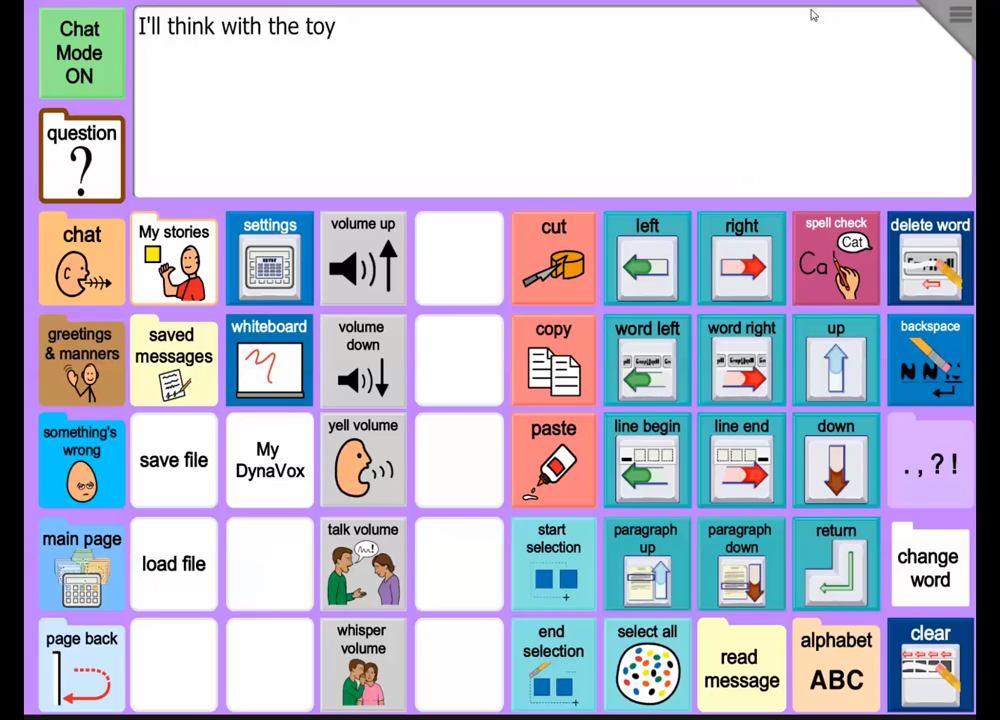 Chat
Mode
ON
I'll think with the toy
question
?
chat
My stories
settings
volume up
cut
left
right
spell check
Cat
Ca
delete word
greetings
& manners
saved
messages
whiteboard
volume
down
copy
word left
word right
up
backspace
N N N
something's
wrong
save file
My
DynaVox
yell volume
paste
line begin
line end
down
. , ? !
main page
load file
talk volume
start
selection
paragraph
up
paragraph
down
return
change
word
page back
whisper
volume
end
selection
select all
read
message
alphabet
ABC
clear